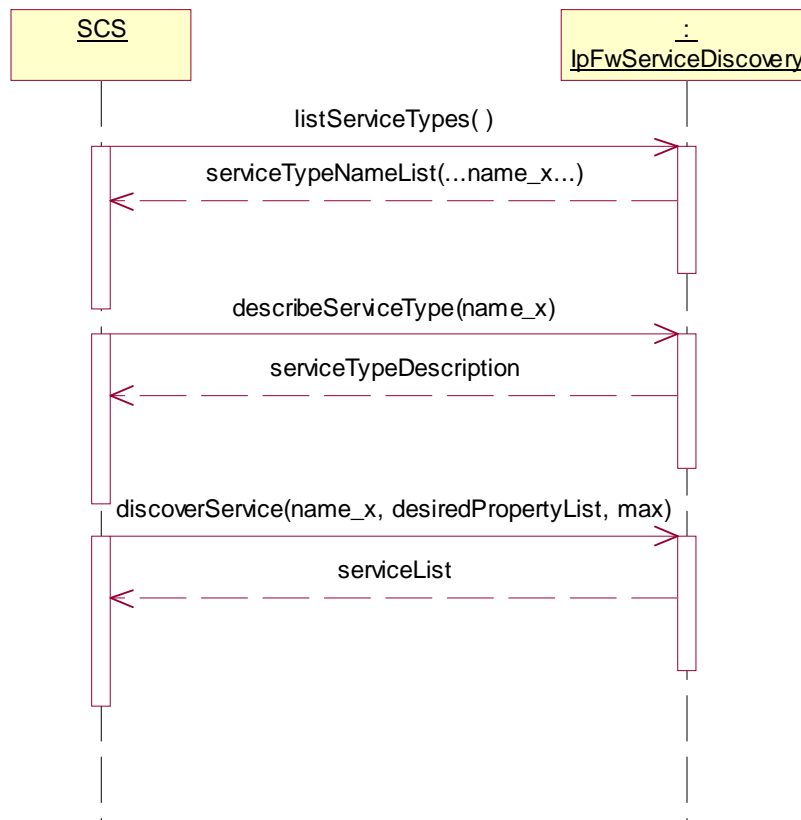 SCS
:
IpFwServiceDiscovery
listServiceTypes( )
serviceTypeNameList(...name_x...)
describeServiceType(name_x)
serviceTypeDescription
discoverService(name_x, desiredPropertyList, max)
serviceList